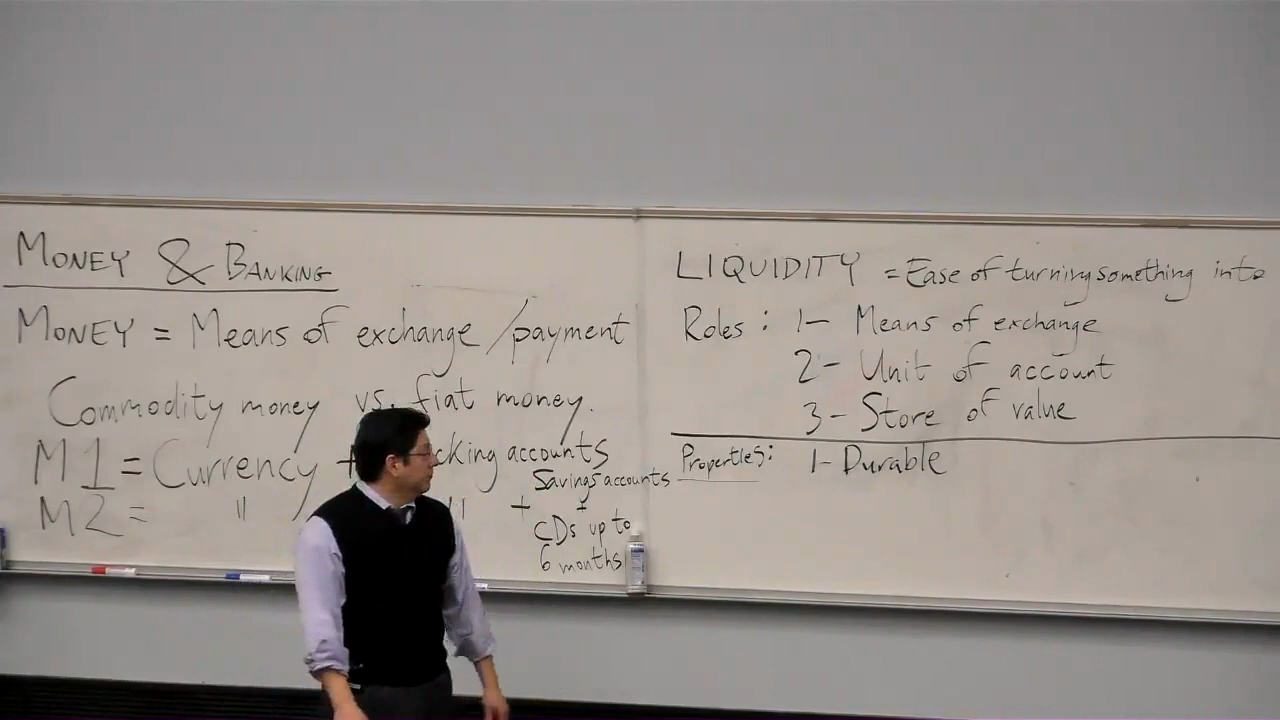 MONEY & BANKING
MONEY = Means of exchange/payment
Commodity money vs. fiat money.
M1 = Currency + cking accounts
M2 = " " + Savings accounts
+
CDs up to
6 months
LIQUIDITY = Ease of turning something into
Roles: 1- Means of exchange
2- Unit of account
3- Store of value
Properties: 1- Durable